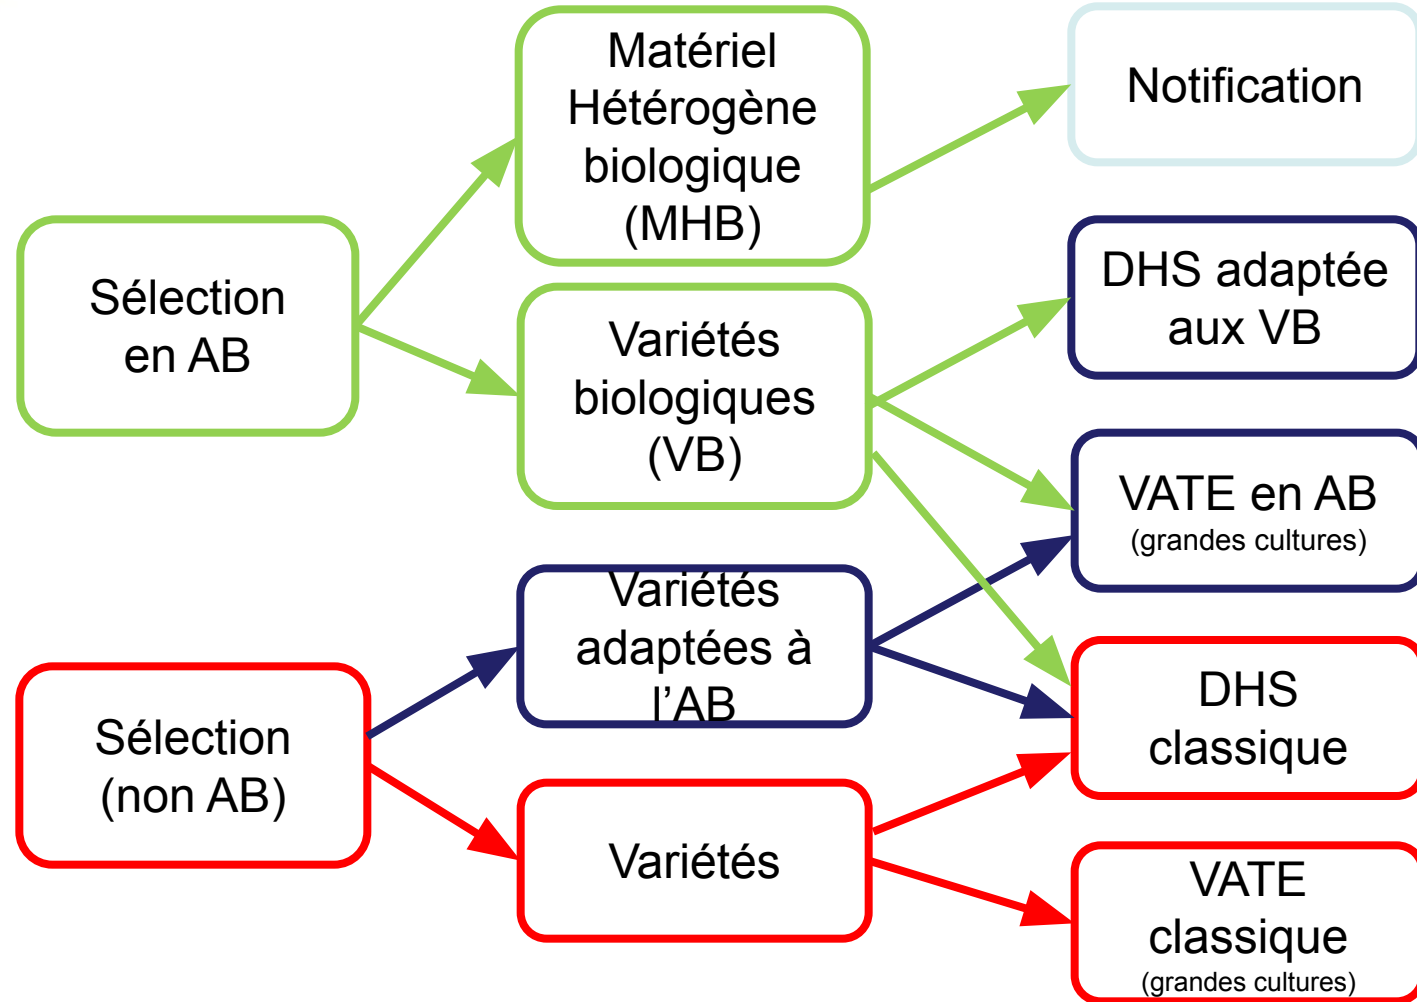 Matériel
Hétérogène
biologique
(MHB)
Notification
Sélection
en AB
DHS adaptée
aux VB
Variétés
biologiques
(VB)
VATE en AB
(grandes cultures)
Variétés
adaptées à
l’AB
Sélection
(non AB)
DHS
classique
Variétés
VATE
classique
(grandes cultures)